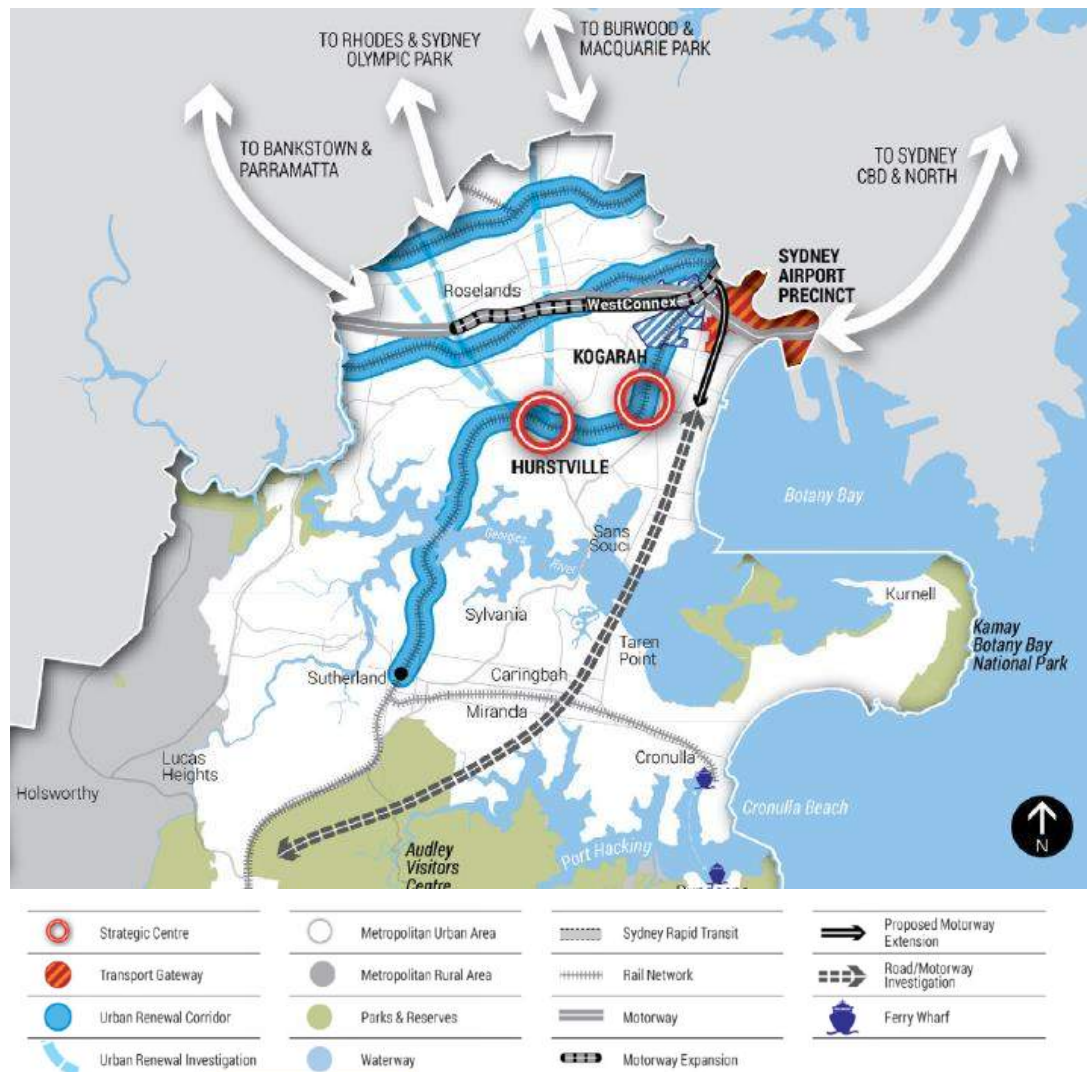 TO RHODES & SYDNEY
OLYMPIC PARK
TO BURWOOD &
MACQUARIE PARK
TO BANKSTOWN &
PARRAMATTA
TO SYDNEY
CBD & NORTH
SYDNEY
AIRPORT
PRECINCT
Roselands
WestConnex
KOGARAH
HURSTVILLE
Botany Bay
Sans
Souci
Georges
River
Sylvania
Kurnell
Taren
Point
Kamay
Botany Bay
National Park
Sutherland
Caringbah
Miranda
Lucas
Heights
Cronulla
Holsworthy
Cronulla Beach
Port Hacking
Audley
Visitors
Centre
N
Strategic Centre
Metropolitan Urban Area
Sydney Rapid Transit
Proposed Motorway
Extension
Transport Gateway
Metropolitan Rural Area
Rail Network
Road/Motorway
Investigation
Urban Renewal Corridor
Parks & Reserves
Motorway
Ferry Wharf
Urban Renewal Investigation
Waterway
Motorway Expansion